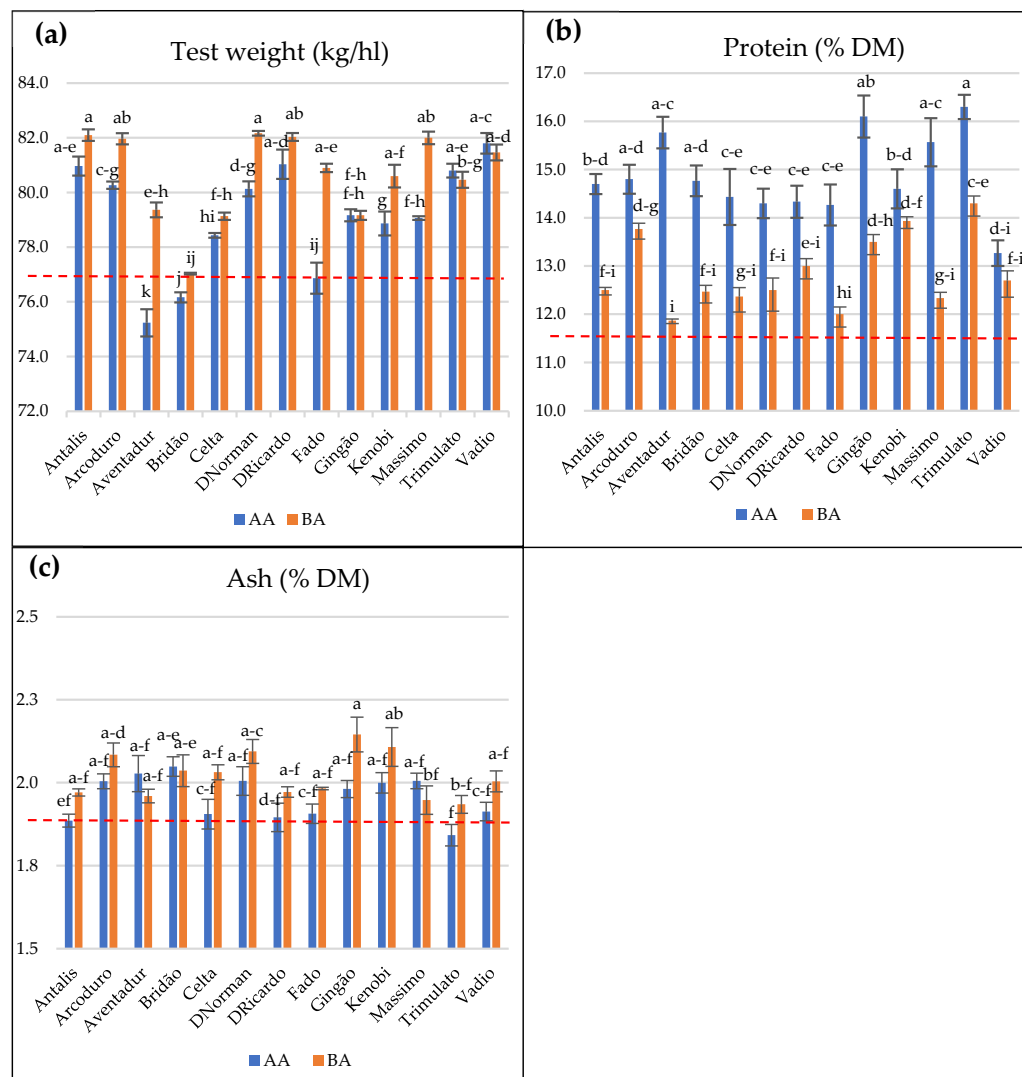 (a)
Test weight (kg/hl)
84.0
82.0
80.0
78.0
76.0
74.0
72.0
a-e a c-g ab k e-h j ij hi f-h d-g a a-d ab ij a-e f-h f-h g a-f f-h ab a-e b-g a-c a-d
Antalis Arcoduro Aventadur Bridão Celta DNorman DRicardo Fado Gingão Kenobi Massimo Trimulato Vadio
AA BA
(b)
Protein (% DM)
17.0
16.0
15.0
14.0
13.0
12.0
11.0
10.0
b-d f-i a-d d-g a-c i a-d f-i c-e g-i c-e f-i c-e e-i c-e hi ab d-h b-d d-f a-c g-i a c-e d-i f-i
Antalis Arcoduro Aventadur Bridão Celta DNorman DRicardo Fado Gingão Kenobi Massimo Trimulato Vadio
AA BA
(c)
Ash (% DM)
2.5
2.3
2.0
1.8
1.5
ef a-f a-f a-d a-f a-f a-e a-e c-f a-f a-f a-c d-f a-f c-f a-f a-f a a-f ab a-f bf f b-f c-f a-f
Antalis Arcoduro Aventadur Bridão Celta DNorman DRicardo Fado Gingão Kenobi Massimo Trimulato Vadio
AA BA